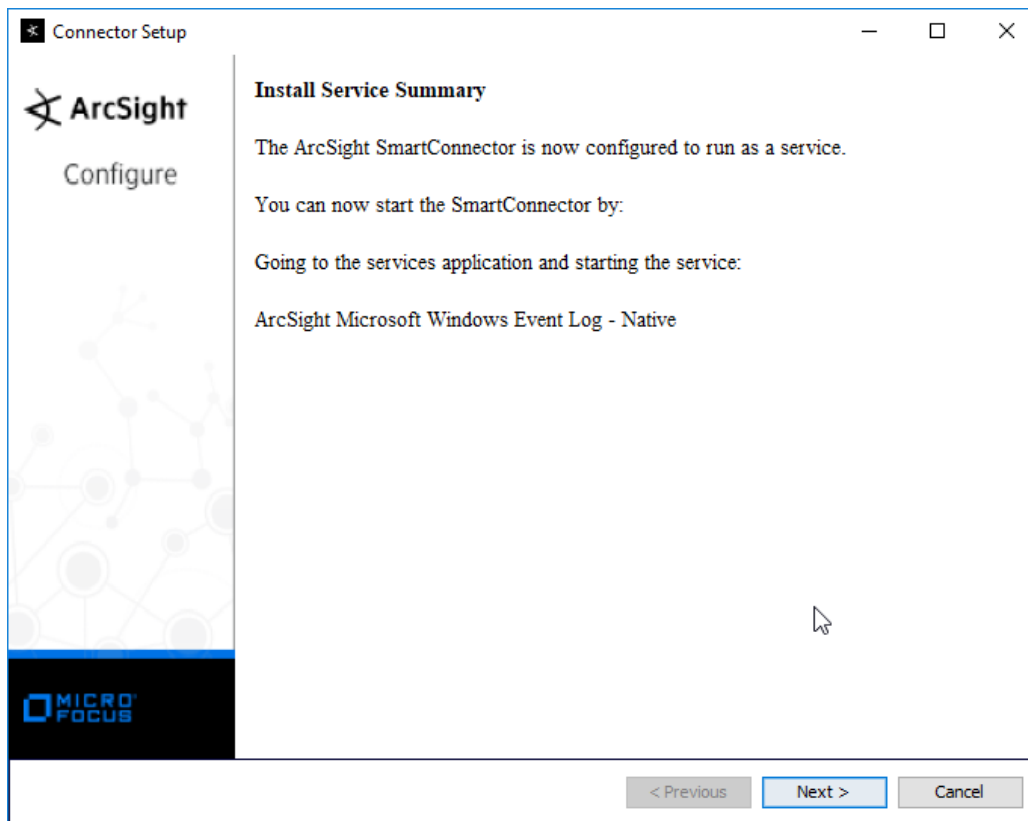 Connector Setup
ArcSight
Configure
Install Service Summary
The ArcSight SmartConnector is now configured to run as a service.
You can now start the SmartConnector by:
Going to the services application and starting the service:
ArcSight Microsoft Windows Event Log - Native
MICRO
FOCUS
< Previous
Next >
Cancel